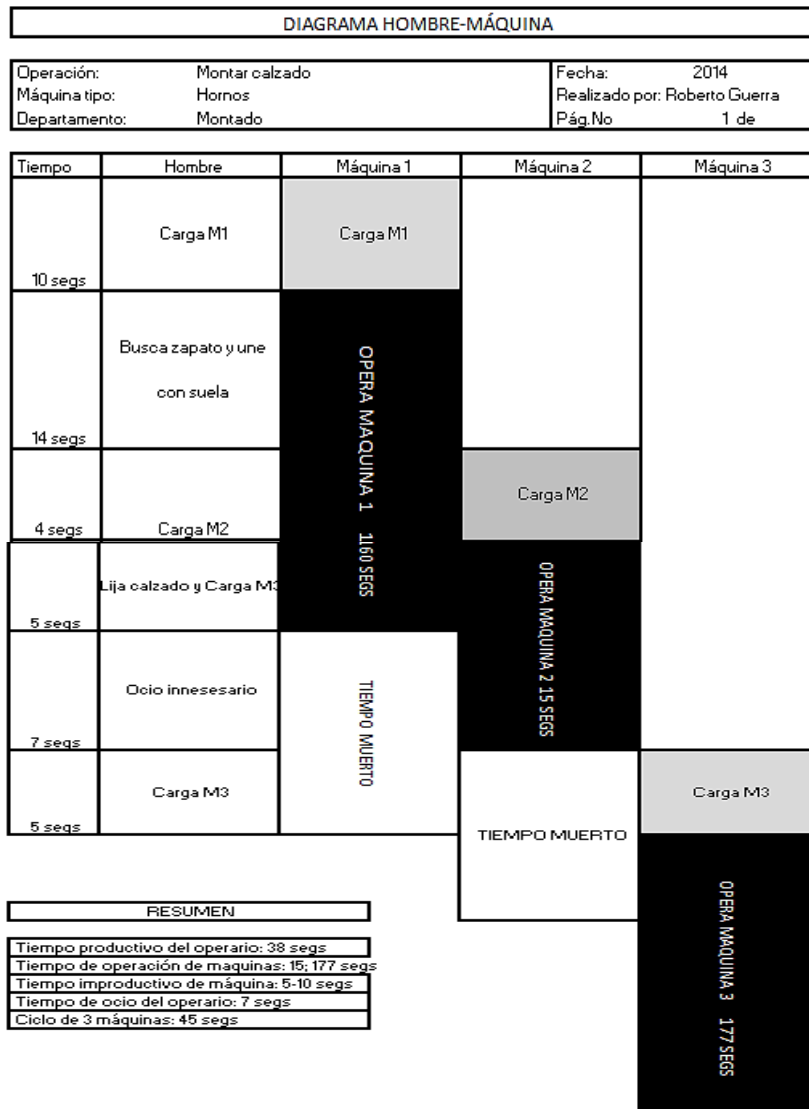 DIAGRAMA HOMBRE-MÁQUINA
Operación: Montar calzado Fecha: 2014
Máquina tipo: Hornos Realizado por: Roberto Guerra
Departamento: Montado Pág.No 1 de
Tiempo Hombre Máquina 1 Máquina 2 Máquina 3
Carga M1 Carga M1
10 segs
Busca zapato y une
con suela
14 segs
OPERA MAQUINA 1 1160 SEGS
Carga M2
4 segs Carga M2
Lija calzado y Carga M3
5 segs
OPERA MAQUINA 2 15 SEGS
Ocio innesesario
7 segs
TIEMPO MUERTO
Carga M3 Carga M3
5 segs
TIEMPO MUERTO
OPERA MAQUINA 3 177 SEGS
RESUMEN
Tiempo productivo del operario: 38 segs
Tiempo de operación de maquinas: 15; 177 segs
Tiempo improductivo de máquina: 5-10 segs
Tiempo de ocio del operario: 7 segs
Ciclo de 3 máquinas: 45 segs